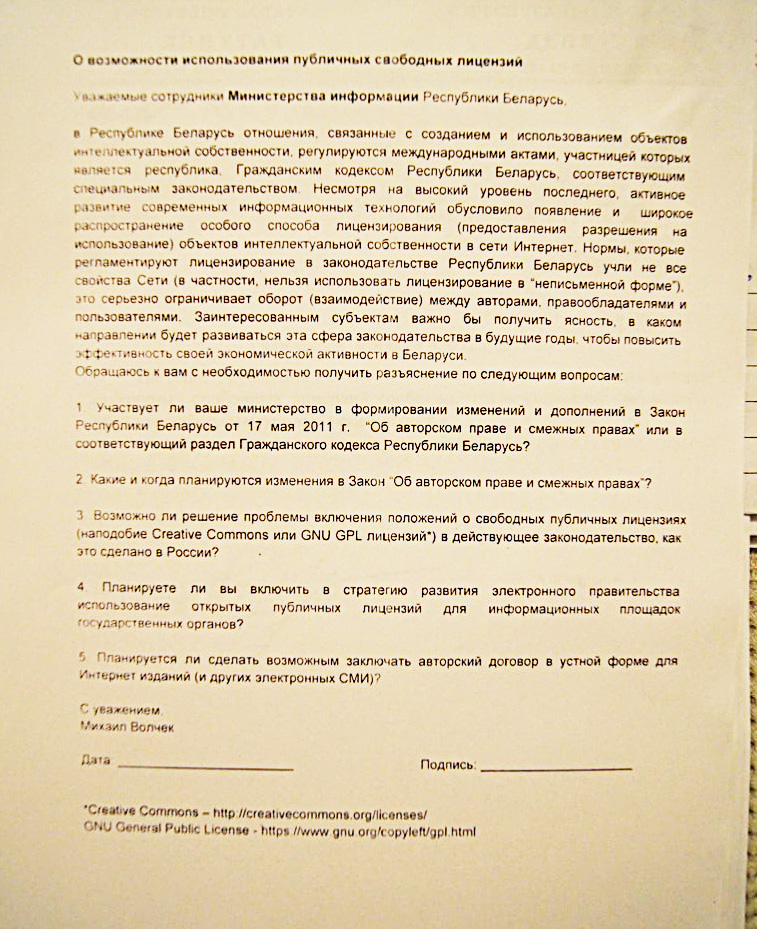 О возможности использования публичных свободных лицензий
Уважаемые сотрудники Министерства информации Республики Беларусь,
в Республике Беларусь отношения, связанные с созданием и использованием объектов
интеллектуальной собственности, регулируются международными актами, участницей которых
является республика, Гражданским кодексом Республики Беларусь, соответствующим
специальным законодательством. Несмотря на высокий уровень последнего, активное
развитие современных информационных технологий обусловило появление и широкое
распространение особого способа лицензирования (предоставления разрешения на
использование) объектов интеллектуальной собственности в сети Интернет. Нормы, которые
регламентируют лицензирование в законодательстве Республики Беларусь учли не все
свойства Сети (в частности, нельзя использовать лицензирование в "неписьменной форме"),
это серьезно ограничивает оборот (взаимодействие) между авторами, правообладателями и
пользователями. Заинтересованным субъектам важно бы получить ясность, в каком
направлении будет развиваться эта сфера законодательства в будущие годы, чтобы повысить
эффективность своей экономической активности в Беларуси.
Обращаюсь к вам с необходимостью получить разъяснение по следующим вопросам:
1. Участвует ли ваше министерство в формировании изменений и дополнений в Закон
Республики Беларусь от 17 мая 2011 г. "Об авторском праве и смежных правах" или в
соответствующий раздел Гражданского кодекса Республики Беларусь?
2. Какие и когда планируются изменения в Закон "Об авторском праве и смежных правах"?
3. Возможно ли решение проблемы включения положений о свободных публичных лицензиях
(наподобие Creative Commons или GNU GPL лицензий*) в действующее законодательство, как
это сделано в России?
4. Планируете ли вы включить в стратегию развития электронного правительства
использование открытых публичных лицензий для информационных площадок
государственных органов?
5. Планируется ли сделать возможным заключать авторский договор в устной форме для
Интернет изданий (и других электронных СМИ)?
С уважением,
Михаил Волчек
Дата: Подпись:
*Creative Commons – http://creativecommons.org/licenses/
GNU General Public License - https://www.gnu.org/copyleft/gpl.html